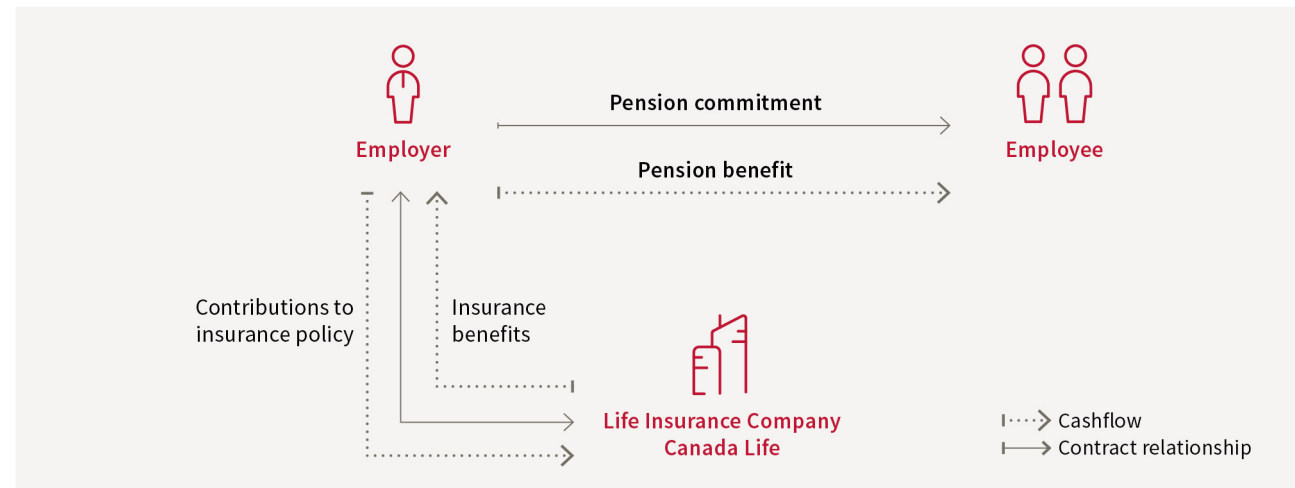 Pension commitment
Employer
Employee
Pension benefit
Contributions to
insurance policy
Insurance
benefits
Life Insurance Company
Canada Life
Cashflow
Contract relationship